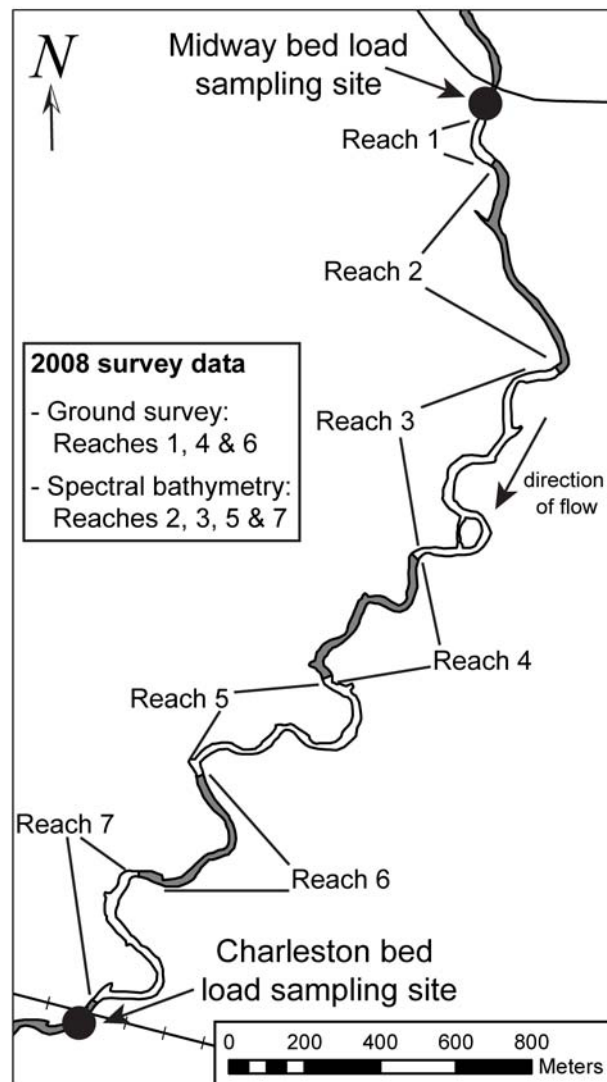 N
Midway bed load
sampling site
Reach 1
Reach 2
2008 survey data
- Ground survey:
Reaches 1, 4 & 6
- Spectral bathymetry:
Reaches 2, 3, 5 & 7
Reach 3
direction
of flow
Reach 4
Reach 5
Reach 7
Reach 6
Charleston bed
load sampling site
0 200 400 600 800
Meters